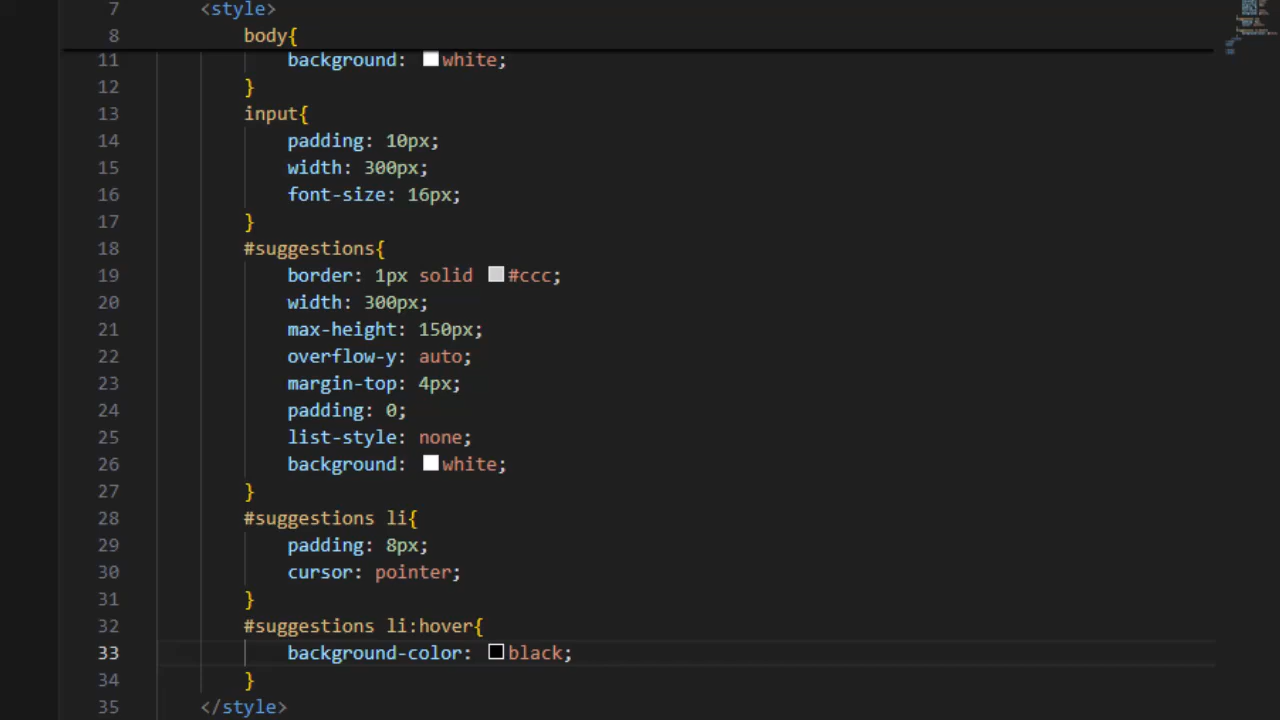 7 <style>
8 body{
11 background: white;
12 }
13 input{
14 padding: 10px;
15 width: 300px;
16 font-size: 16px;
17 }
18 #suggestions{
19 border: 1px solid #ccc;
20 width: 300px;
21 max-height: 150px;
22 overflow-y: auto;
23 margin-top: 4px;
24 padding: 0;
25 list-style: none;
26 background: white;
27 }
28 #suggestions li{
29 padding: 8px;
30 cursor: pointer;
31 }
32 #suggestions li:hover{
33 background-color: black;
34 }
35 </style>